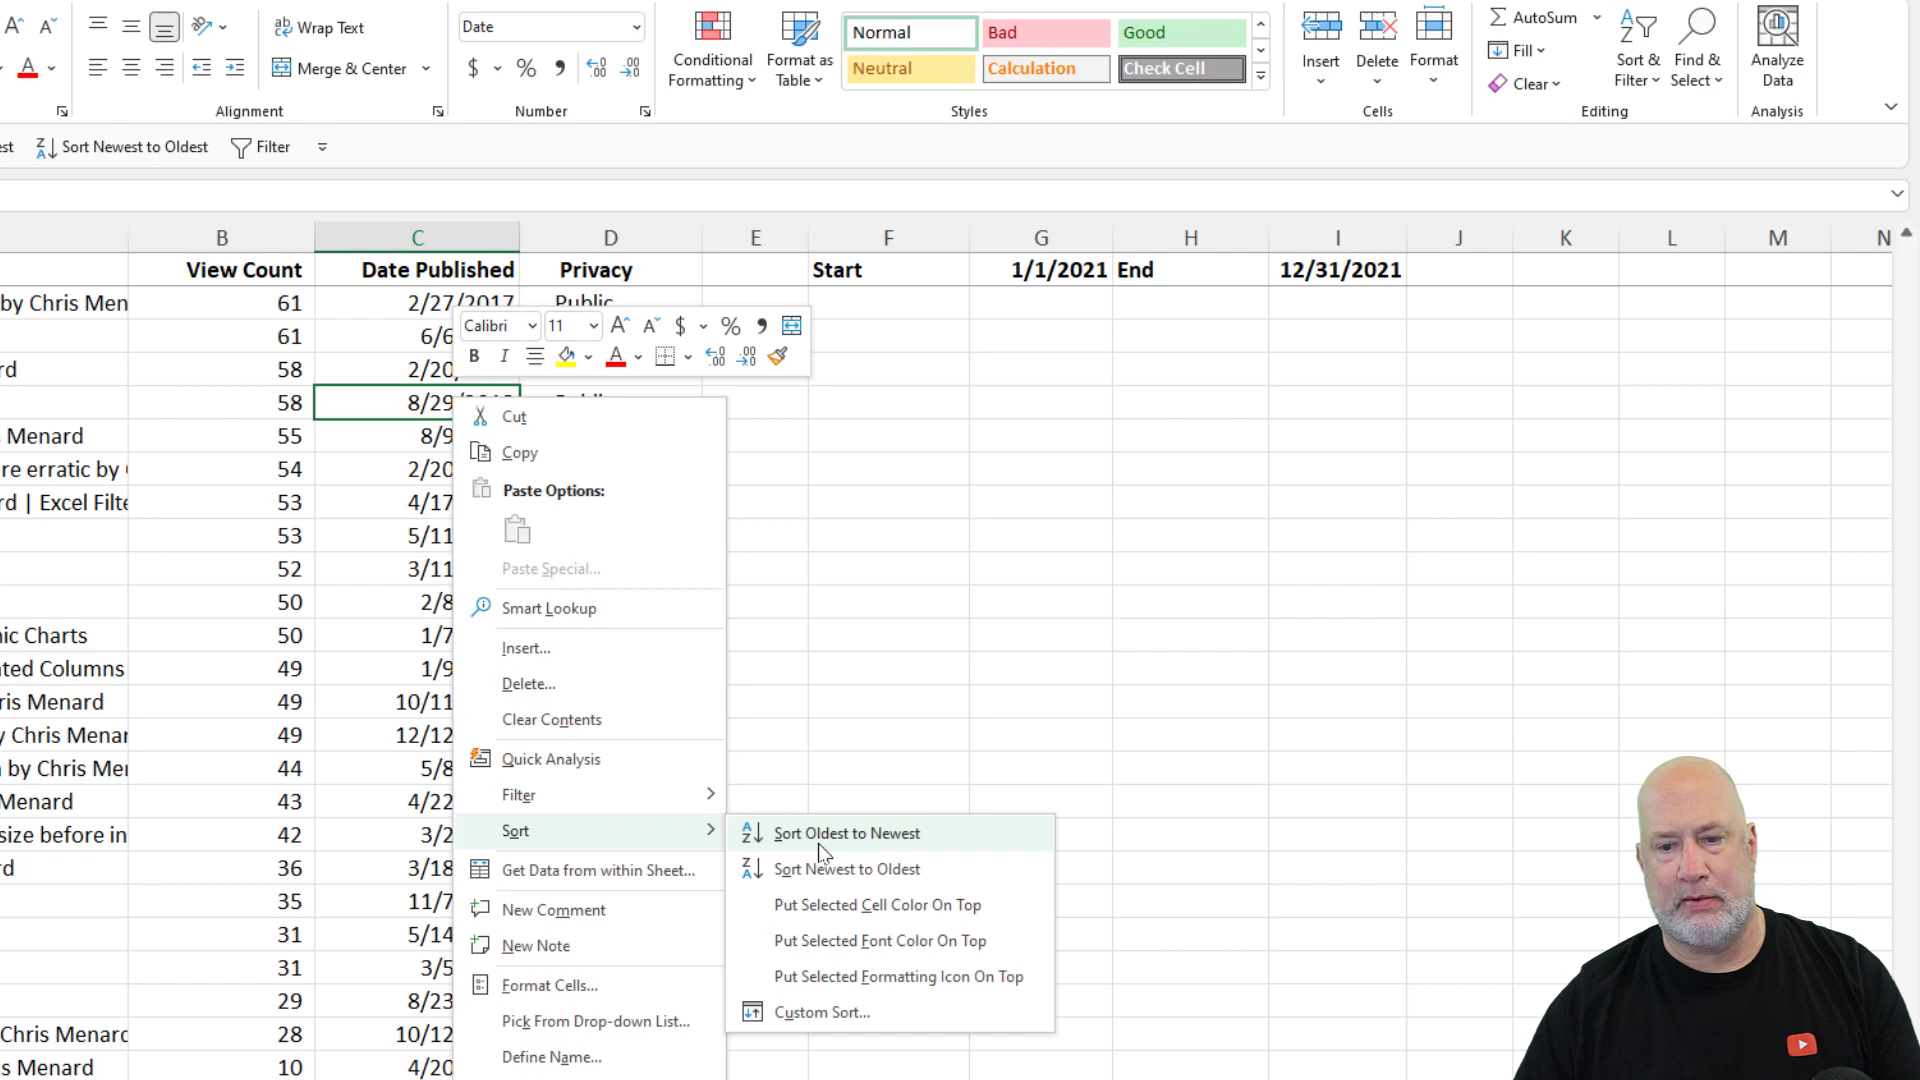 Wrap Text
Date
Merge & Center
$ % 9
Conditional Formatting
Format as Table
Normal
Bad
Good
Neutral
Calculation
Check Cell
Insert
Delete
Format
AutoSum
Fill
Clear
Sort & Filter
Find & Select
Analyze Data
Alignment
Number
Styles
Cells
Editing
Analysis
est
Sort Newest to Oldest
Filter
B C D E F G H I J K L M N
View Count Date Published Privacy Start 1/1/2021 End 12/31/2021
by Chris Men 61 2/27/2017 Public
61 6/6
rd 58 2/20/
58 8/29
s Menard 55 8/9
re erratic by 54 2/20
rd | Excel Filte 53 4/17
53 5/11
52 3/11
50 2/8
nic Charts 50 1/7
ated Columns 49 1/9
ris Menard 49 10/11
y Chris Menar 49 12/12
n by Chris Men 44 5/8
Menard 43 4/22
size before in 42 3/2
rd 36 3/18
35 11/7
31 5/14
31 3/5
29 8/23
Chris Menard 28 10/12
s Menard 10 4/20
Calibri 11 A A $ % 9
B I A
Cut
Copy
Paste Options:
Paste Special...
Smart Lookup
Insert...
Delete...
Clear Contents
Quick Analysis
Filter
Sort
Get Data from within Sheet...
New Comment
New Note
Format Cells...
Pick From Drop-down List...
Define Name...
Sort Oldest to Newest
Sort Newest to Oldest
Put Selected Cell Color On Top
Put Selected Font Color On Top
Put Selected Formatting Icon On Top
Custom Sort...